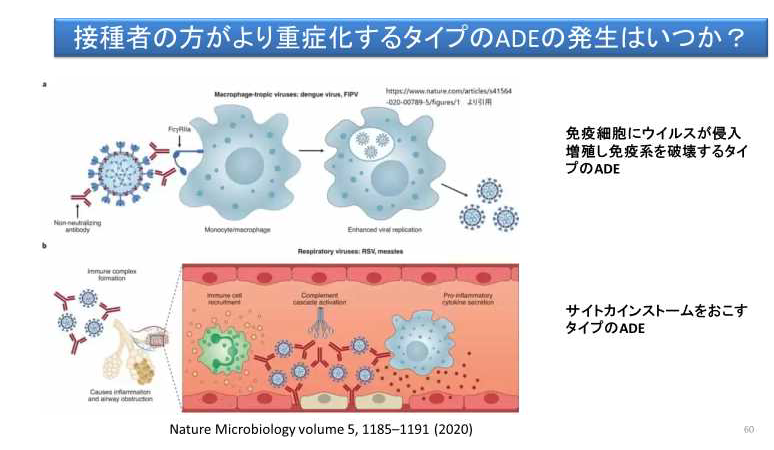 接種者の方がより重症化するタイプのADEの発生はいつか？
a
Macrophage-tropic viruses: dengue virus, FIPV
https://www.nature.com/articles/s41564
-020-00789-5/figures/1 より引用
FcγRIIa
Non-neutralizing
antibody
Monocyte/macrophage
Enhanced viral replication
免疫細胞にウイルスが侵入
増殖し免疫系を破壊するタイ
プのADE
b
Respiratory viruses: RSV, measles
Immune complex
formation
Immune cell
recruitment
Complement
cascade activation
Pro-inflammatory
cytokine secretion
Causes inflammation
and airway obstruction
サイトカインストームをおこす
タイプのADE
Nature Microbiology volume 5, 1185–1191 (2020)
60